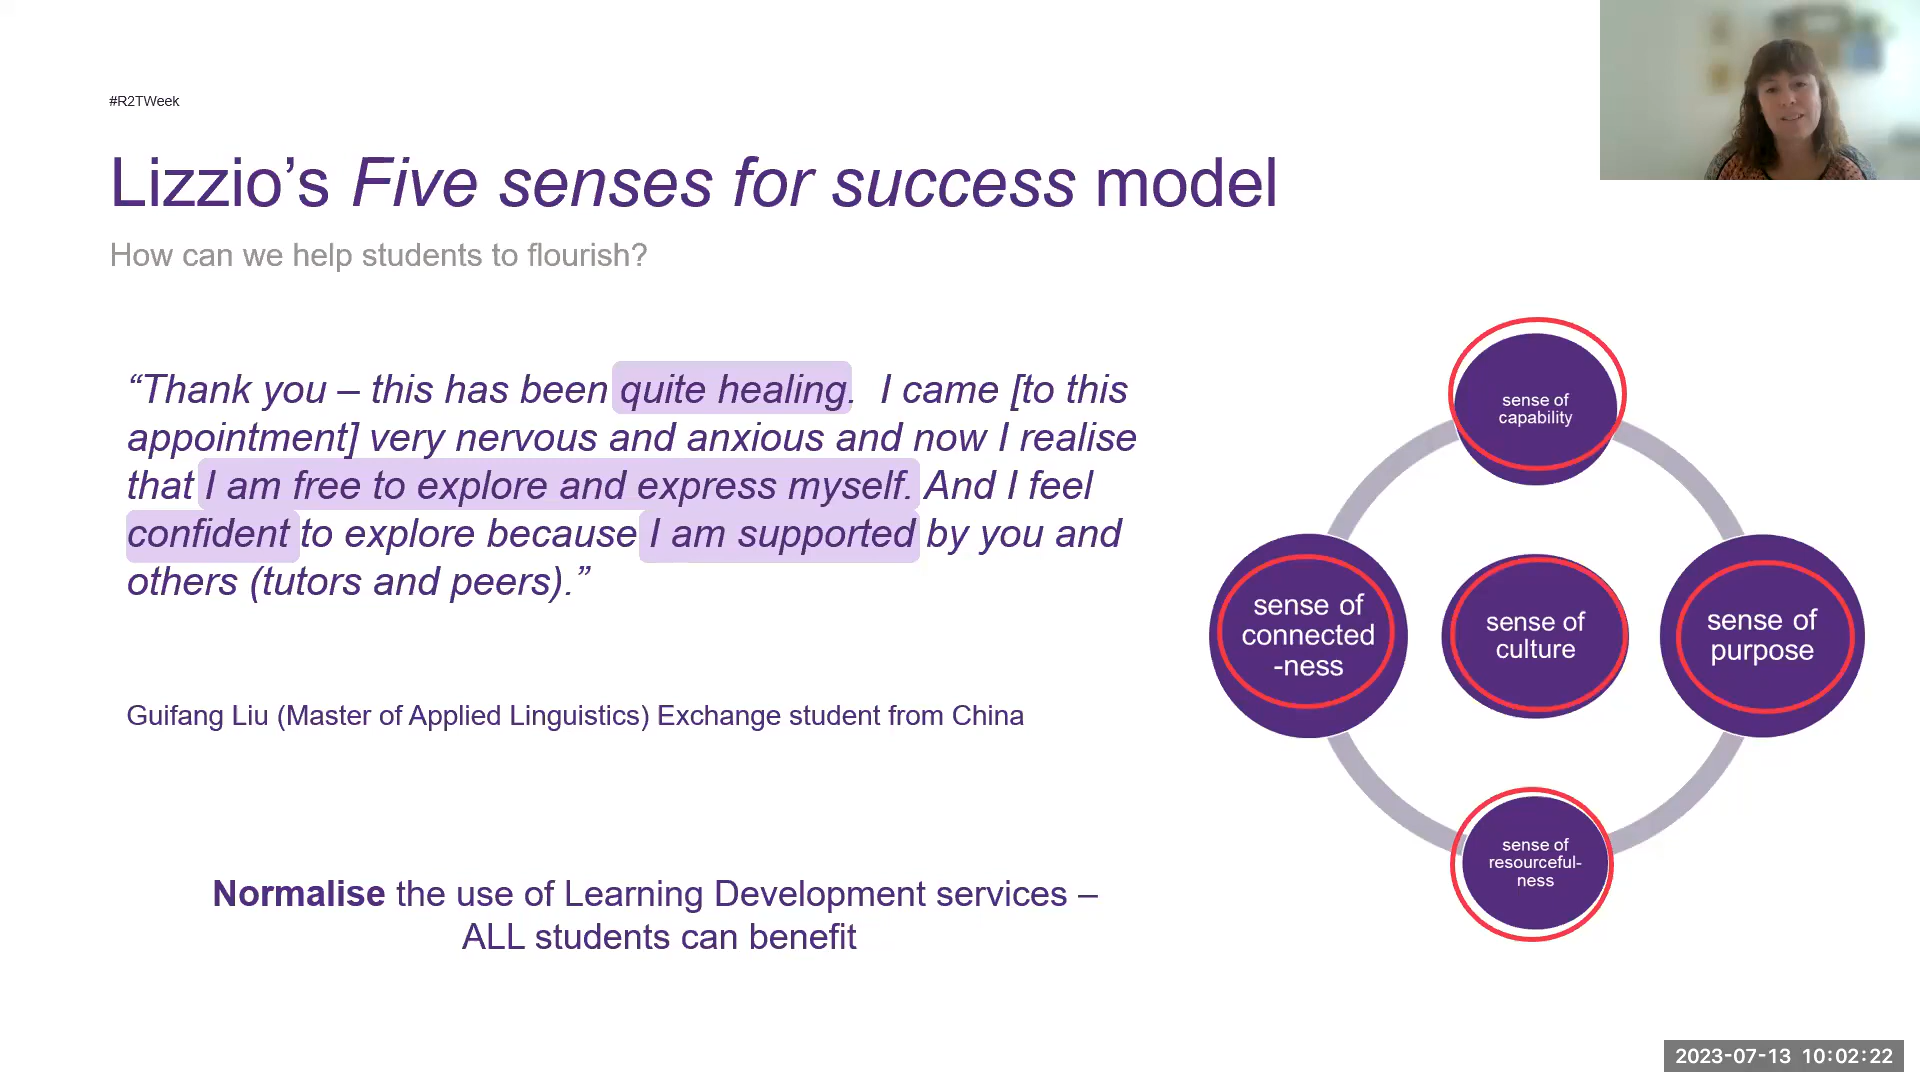 #R2TWeek
Lizzio’s Five senses for success model
How can we help students to flourish?
“Thank you – this has been quite healing. I came [to this
appointment] very nervous and anxious and now I realise
that I am free to explore and express myself. And I feel
confident to explore because I am supported by you and
others (tutors and peers).”
Guifang Liu (Master of Applied Linguistics) Exchange student from China
Normalise the use of Learning Development services –
ALL students can benefit
sense of
capability
sense of
connected
-ness
sense of
culture
sense of
purpose
sense of
resourceful-
ness
2023-07-13 10:02:22